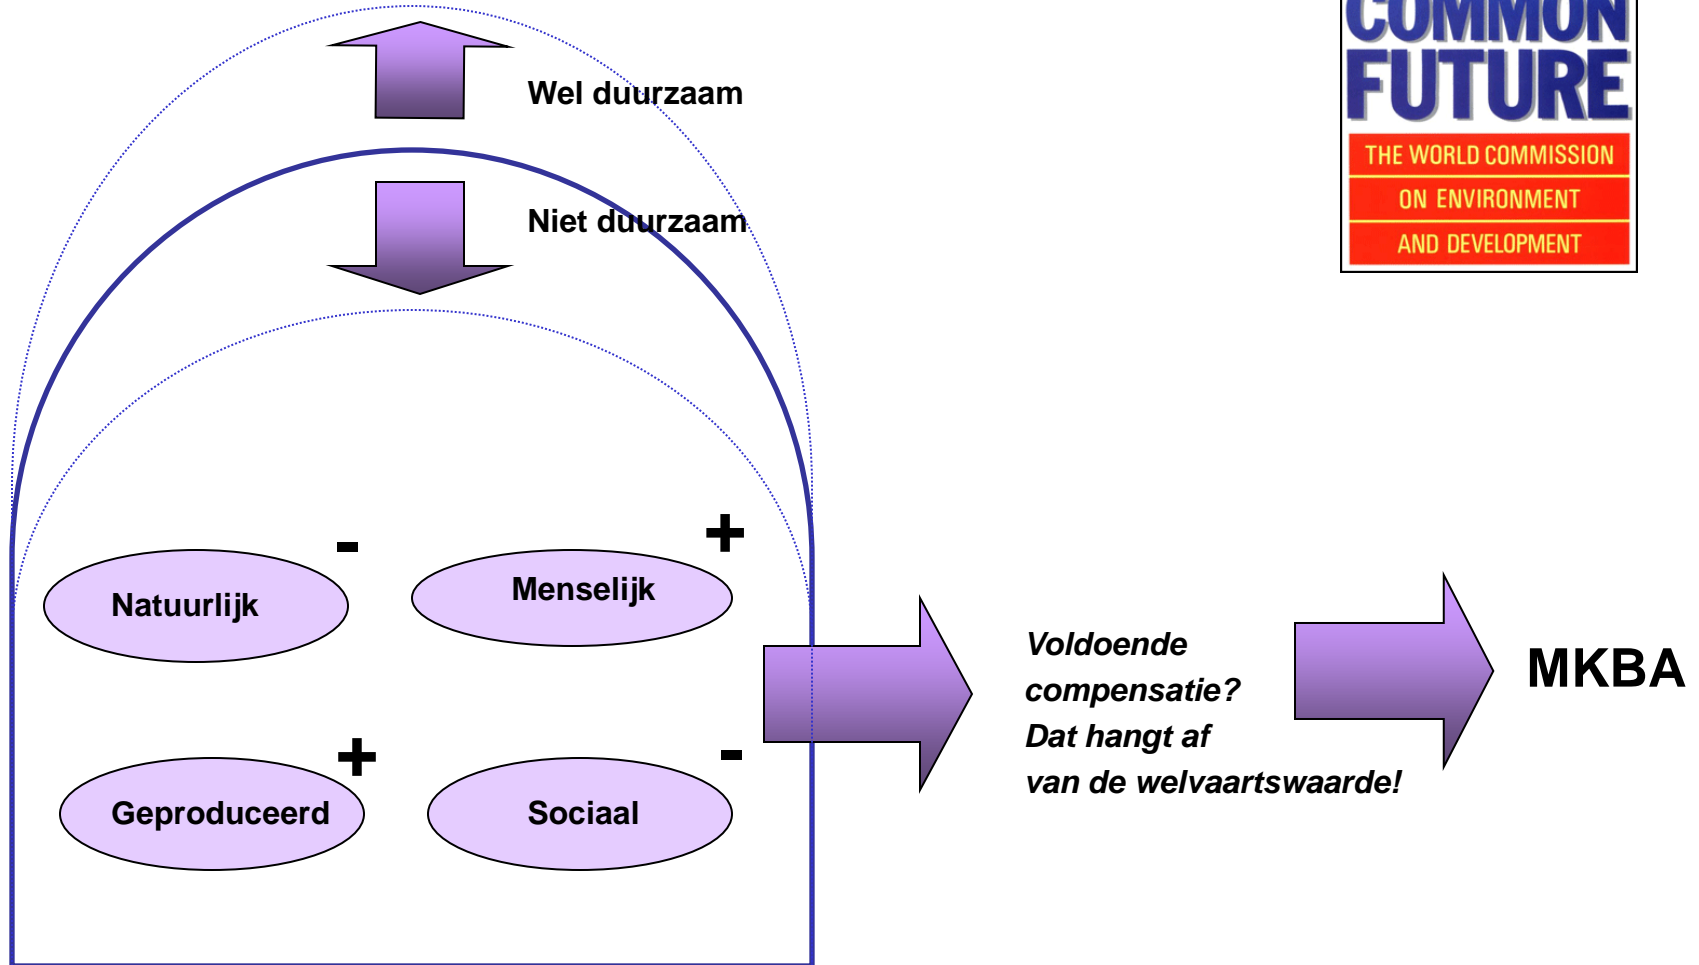 COMMON
FUTURE
THE WORLD COMMISSION
ON ENVIRONMENT
AND DEVELOPMENT
Wel duurzaam
Niet duurzaam
-
+
Natuurlijk
Menselijk
+
-
Geproduceerd
Sociaal
Voldoende
compensatie?
Dat hangt af
van de welvaartswaarde!
MKBA